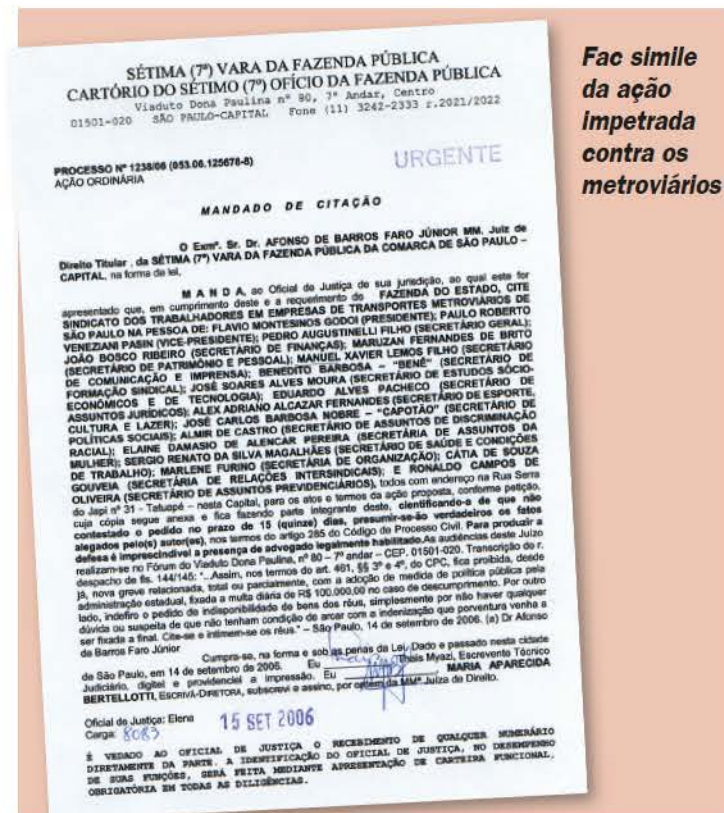 SÉTIMA (7ª) VARA DA FAZENDA PÚBLICA
CARTÓRIO DO SÉTIMO (7º) OFÍCIO DA FAZENDA PÚBLICA
Viaduto Dona Paulina nº 80, 7º Andar, Centro
01501-020 SÃO PAULO-CAPITAL Fone (11) 3242-2333 r.2021/2022
PROCESSO Nº 1238/06 (053.06.125678-8)
AÇÃO ORDINÁRIA
URGENTE
MANDADO DE CITAÇÃO
O Exmº. Sr. Dr. AFONSO DE BARROS FARO JÚNIOR MM. Juiz de
Direito Titular , da SÉTIMA (7ª) VARA DA FAZENDA PÚBLICA DA COMARCA DE SÃO PAULO –
CAPITAL, na forma de lei,
M A N D A, ao Oficial de Justiça de sua jurisdição, ao qual este for
apresentado que, em cumprimento deste e a requerimento do FAZENDA DO ESTADO, CITE
SINDICATO DOS TRABALHADORES EM EMPRESAS DE TRANSPORTES METROVIÁRIOS DE
SÃO PAULO NA PESSOA DE: FLAVIO MONTESINOS GODOI (PRESIDENTE); PAULO ROBERTO
VENEZIANI PASIN (VICE-PRESIDENTE); PEDRO AUGUSTINELLI FILHO (SECRETÁRIO GERAL);
JOÃO BOSCO RIBEIRO (SECRETÁRIO DE FINANÇAS); MARUZAN FERNANDES DE BRITO
(SECRETÁRIO DE PATRIMÔNIO E PESSOAL); MANUEL XAVIER LEMOS FILHO (SECRETÁRIO
DE COMUNICAÇÃO E IMPRENSA); BENEDITO BARBOSA – "BENÊ" (SECRETÁRIO DE
FORMAÇÃO SINDICAL); JOSÉ SOARES ALVES MOURA (SECRETÁRIO DE ESTUDOS SÓCIO-
ECONÔMICOS E DE TECNOLOGIA); EDUARDO ALVES PACHECO (SECRETÁRIO DE
ASSUNTOS JURÍDICOS); ALEX ADRIANO ALCAZAR FERNANDES (SECRETÁRIO DE ESPORTE,
CULTURA E LAZER); JOSÉ CARLOS BARBOSA NOBRE – "CAPOTÃO" (SECRETÁRIO DE
POLÍTICAS SOCIAIS); ALMIR DE CASTRO (SECRETÁRIO DE ASSUNTOS DE DISCRIMINAÇÃO
RACIAL); ELAINE DAMASIO DE ALENCAR PEREIRA (SECRETÁRIA DE ASSUNTOS DA
MULHER); SERGIO RENATO DA SILVA MAGALHÃES (SECRETÁRIO DE SAÚDE E CONDIÇÕES
DE TRABALHO); MARLENE FURINO (SECRETÁRIA DE ORGANIZAÇÃO); CÁTIA DE SOUZA
GOUVEIA (SECRETÁRIA DE RELAÇÕES INTERSINDICAIS); E RONALDO CAMPOS DE
OLIVEIRA (SECRETÁRIO DE ASSUNTOS PREVIDENCIÁRIOS), todos com endereço na Rua Serra
do Japi nº 31 - Tatuapé – nesta Capital, para os atos e termos da ação proposta, conforme petição,
cuja cópia segue anexa e fica fazendo parte integrante deste, cientificando-a de que não
contestado o pedido no prazo de 15 (quinze) dias, presumir-se-ão verdadeiros os fatos
alegados pelo(s) autor(es), nos termos do artigo 285 do Código de Processo Civil. Para produzir a
defesa é imprescindível a presença de advogado legalmente habilitado.As audiências deste Juízo
realizam-se no Fórum do Viaduto Dona Paulina, nº 80 – 7º andar – CEP. 01501-020. Transcrição do r.
despacho de fls. 144/145: "...Assim, nos termos do art. 461, §§ 3º e 4º, do CPC, fica proibida, desde
já, nova greve relacionada, total ou parcialmente, com a adoção de medida de política pública pela
administração estadual, fixada a multa diária de R$ 100.000,00 no caso de descumprimento. Por outro
lado, indefiro o pedido de indisponibilidade de bens dos réus, simplesmente por não haver qualquer
dúvida ou suspeita de que não tenham condição de arcar com a indenização que porventura venha a
ser fixada a final. Cite-se e intimem-se os réus." – São Paulo, 14 de setembro de 2006. (a) Dr Afonso
de Barros Faro Júnior
Cumpra-se, na forma e sob as penas da Lei. Dado e passado nesta cidade
de São Paulo, em 14 de setembro de 2006. Eu Theis Myazi, Escrevente Técnico
Judiciário, digitei e providenciei a impressão. Eu MARIA APARECIDA
BERTELLOTTI, ESCRIVÃ-DIRETORA, subscrevi e assino, por ordem da MMª Juíza de Direito.
Oficial de Justiça: Elena
Carga: 8083
15 SET 2006
É VEDADO AO OFICIAL DE JUSTIÇA O RECEBIMENTO DE QUALQUER NUMERÁRIO
DIRETAMENTE DA PARTE. A IDENTIFICAÇÃO DO OFICIAL DE JUSTIÇA, NO DESEMPENHO
DE SUAS FUNÇÕES, SERÁ FEITA MEDIANTE APRESENTAÇÃO DE CARTEIRA FUNCIONAL,
OBRIGATÓRIA EM TODAS AS DILIGÊNCIAS.
Fac simile
da ação
impetrada
contra os
metroviários